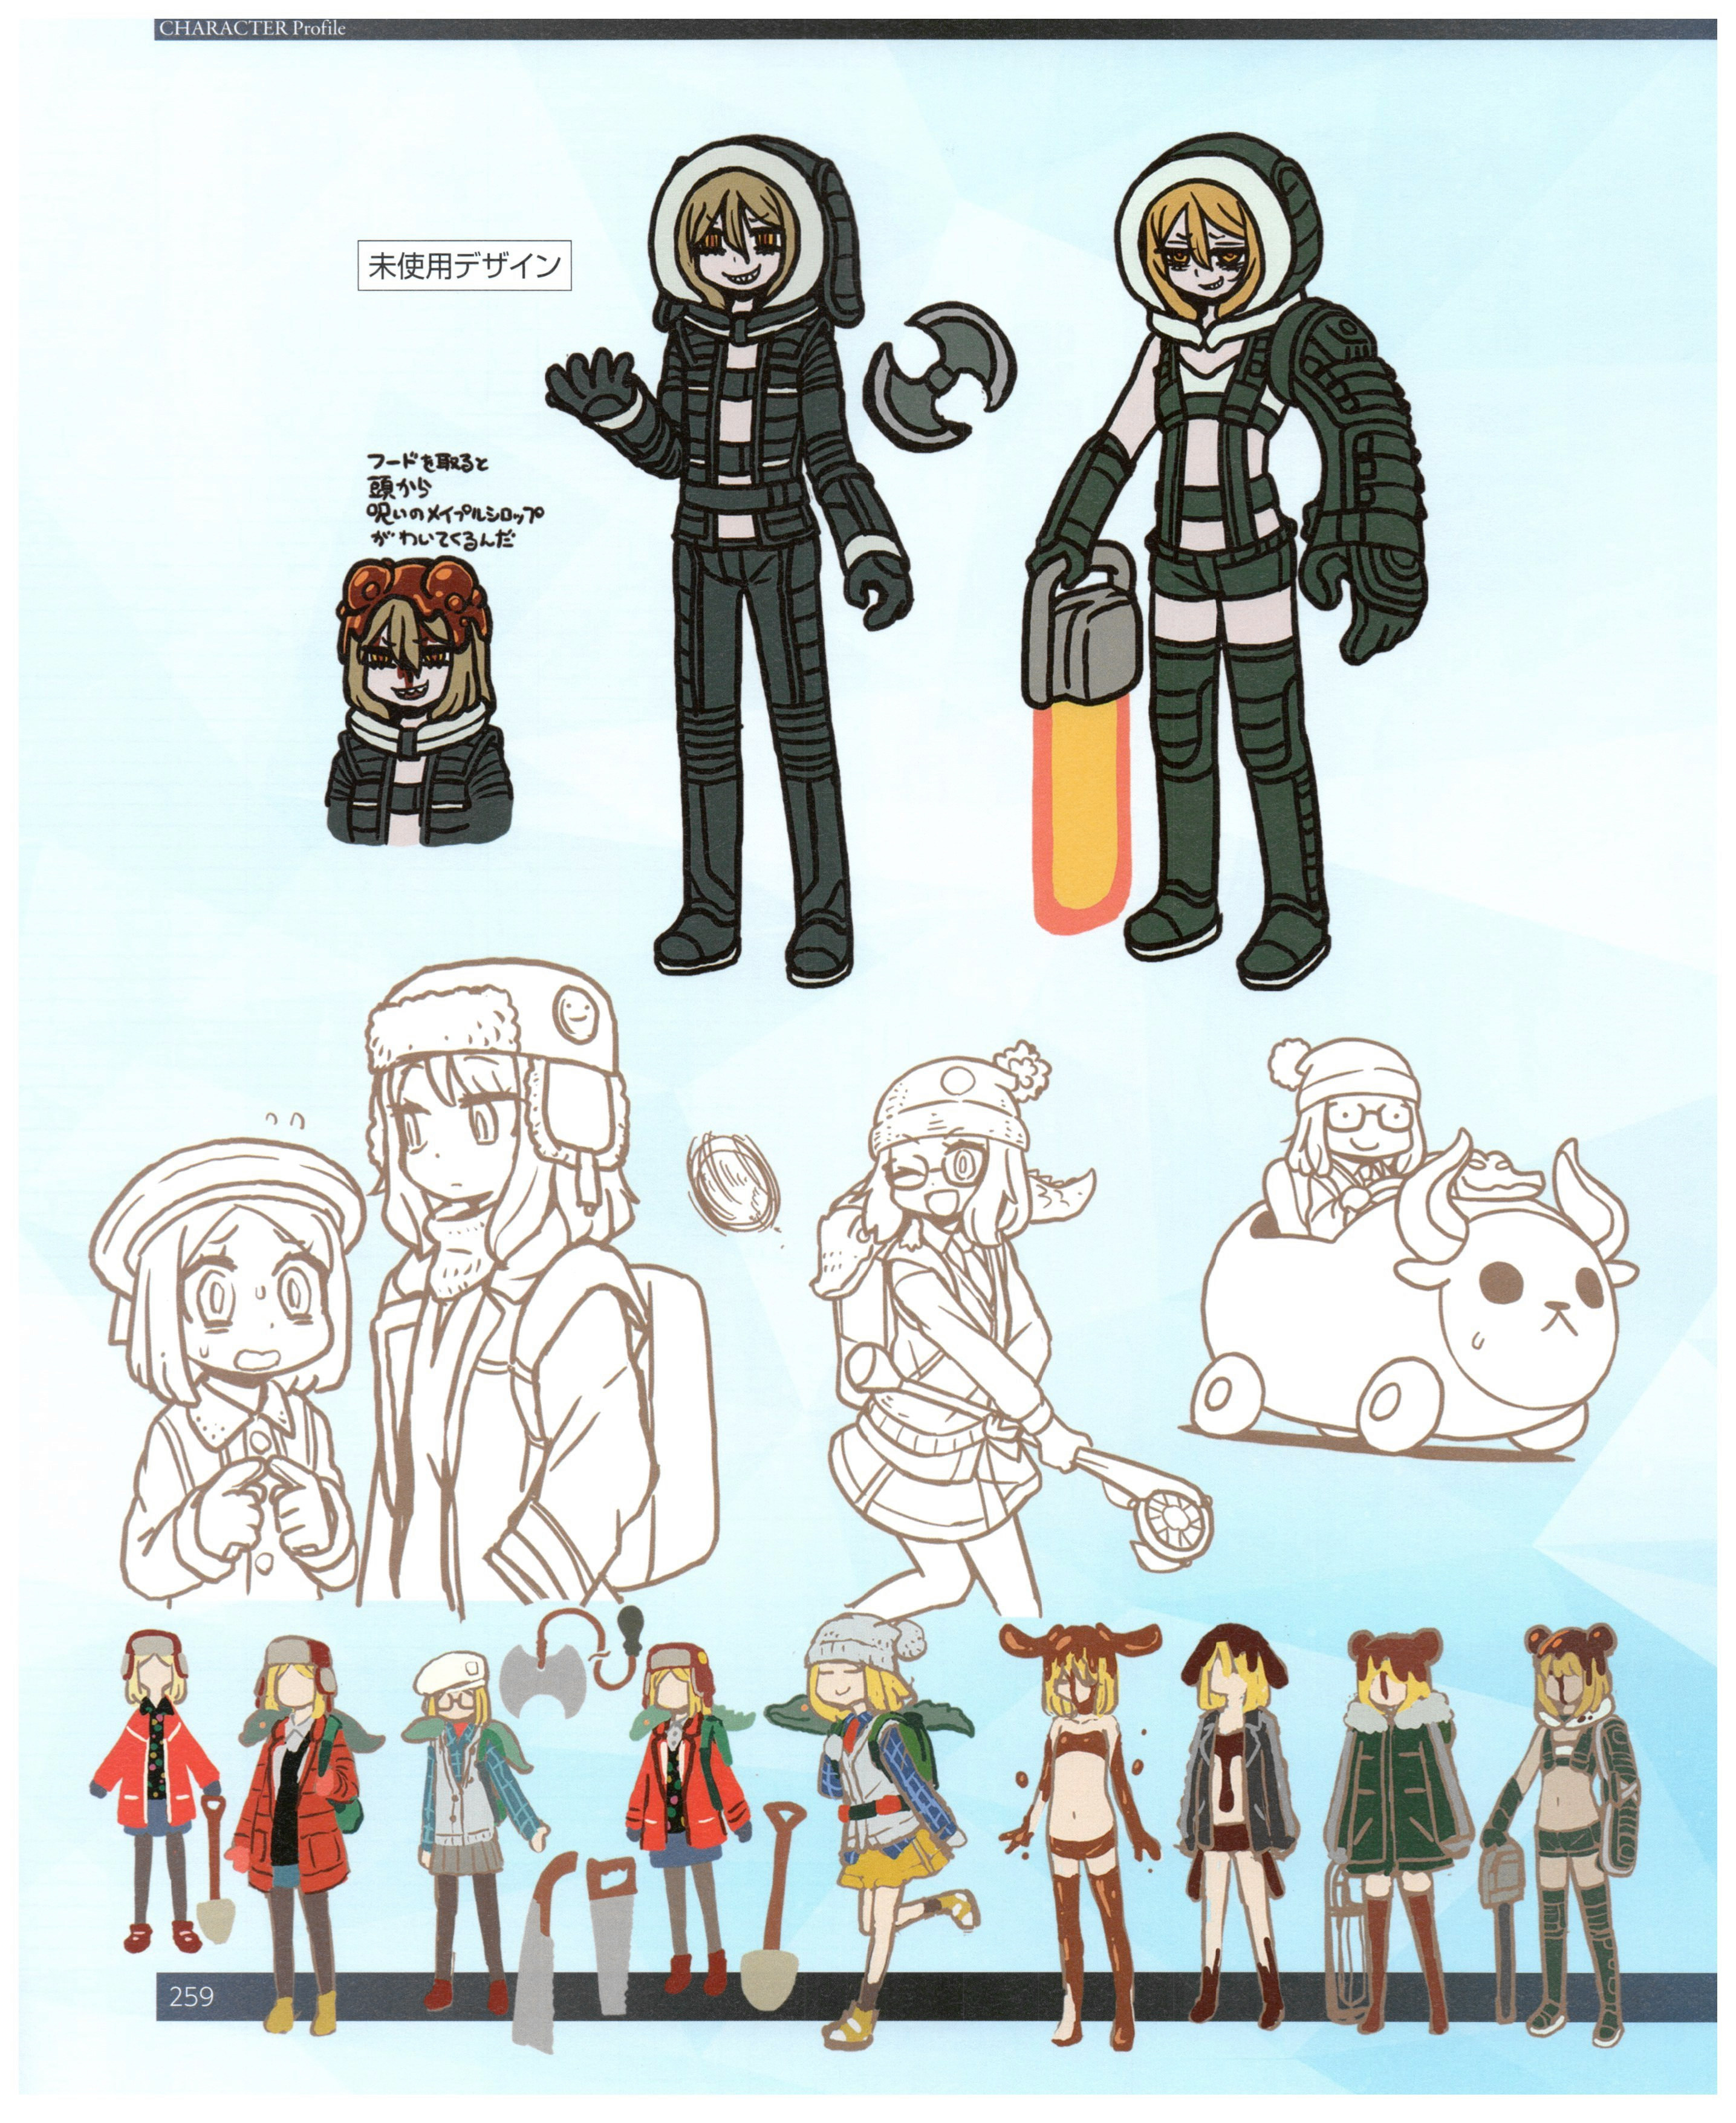 CHARACTER Profile
未使用デザイン
フードを取ると
頭から
呪いのメイプルシロップ
がわいてくるんだ
259